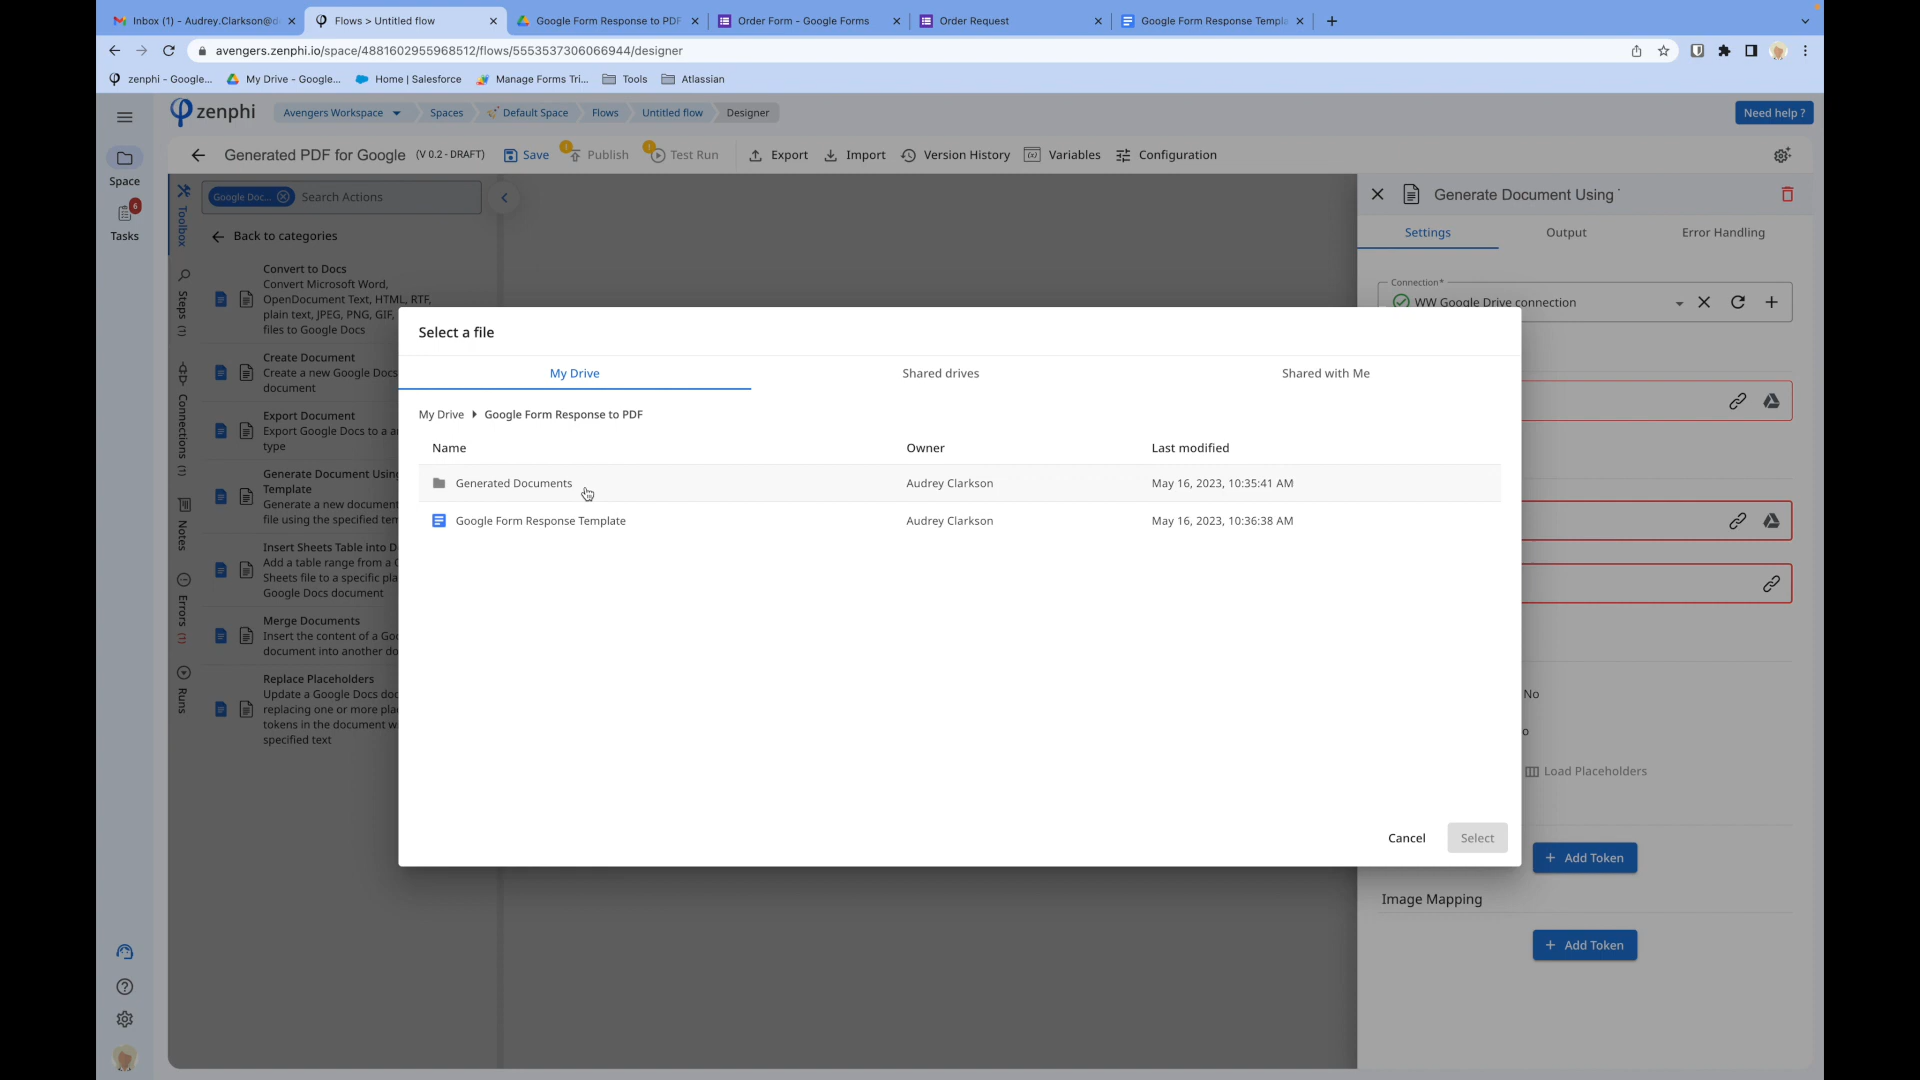 Inbox (1) - Audrey.Clarkson@d
Flows > Untitled flow
Google Form Response to PDF
Order Form - Google Forms
Order Request
Google Form Response Templa
avengers.zenphi.io/space/4881602955968512/flows/5553537306066944/designer
zenphi - Google...
My Drive - Google...
Home | Salesforce
Manage Forms Tri...
Tools
Atlassian
zenphi
Avengers Workspace
Spaces
Default Space
Flows
Untitled flow
Designer
Need help ?
Generated PDF for Google
(V 0.2 - DRAFT)
Save
Publish
Test Run
Export
Import
Version History
Variables
Configuration
Space
6
Tasks
Toolbox
Steps (1)
Connections (1)
Notes
Errors (1)
Runs
Google Doc...
Search Actions
Back to categories
Convert to Docs
Convert Microsoft Word,
OpenDocument Text, HTML, RTF,
plain text, JPEG, PNG, GIF,
files to Google Docs
Create Document
Create a new Google Docs
document
Export Document
Export Google Docs to a
type
Generate Document Using
Template
Generate a new document
file using the specified tem
Insert Sheets Table into D
Add a table range from a G
Sheets file to a specific pla
Google Docs document
Merge Documents
Insert the content of a Goo
document into another do
Replace Placeholders
Update a Google Docs doc
replacing one or more pla
tokens in the document w
specified text
Generate Document Using
Settings
Output
Error Handling
Connection*
WW Google Drive connection
Select a file
My Drive
Shared drives
Shared with Me
My Drive
Google Form Response to PDF
Name
Owner
Last modified
Generated Documents
Audrey Clarkson
May 16, 2023, 10:35:41 AM
Google Form Response Template
Audrey Clarkson
May 16, 2023, 10:36:38 AM
Cancel
Select
No
o
Load Placeholders
Add Token
Image Mapping
Add Token